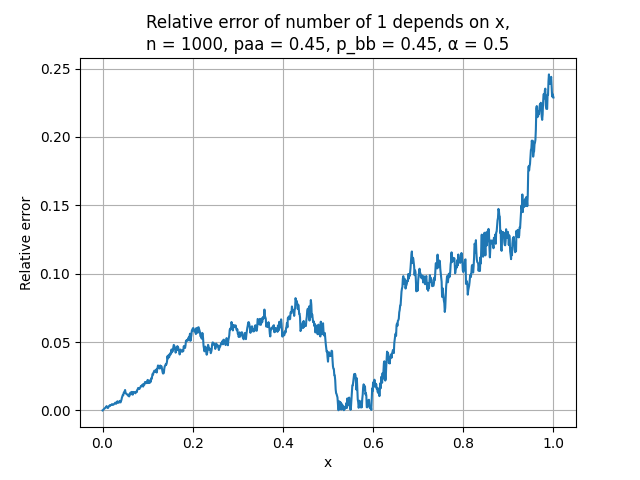 Relative error of number of 1 depends on x,
n = 1000, paa = 0.45, p_bb = 0.45, α = 0.5
0.25
0.20
0.15
0.10
0.05
0.00
Relative error
0.0 0.2 0.4 0.6 0.8 1.0
x